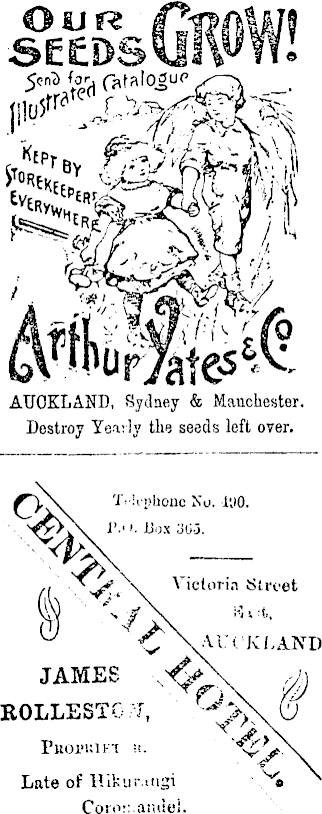 OUR
SEEDS GROW!
Send for
Illustrated Catalogue
KEPT BY
STOREKEEPERS
EVERYWHERE
Arthur Yates & Co
AUCKLAND, Sydney & Manchester.
Destroy Yearly the seeds left over.
Telephone No. 490.
P.O. Box 365.
CENTRAL HOTEL.
Victoria Street
East,
AUCKLAND
JAMES
ROLLESTON,
PROPRIETOR.
Late of Hikurangi
Coromandel.